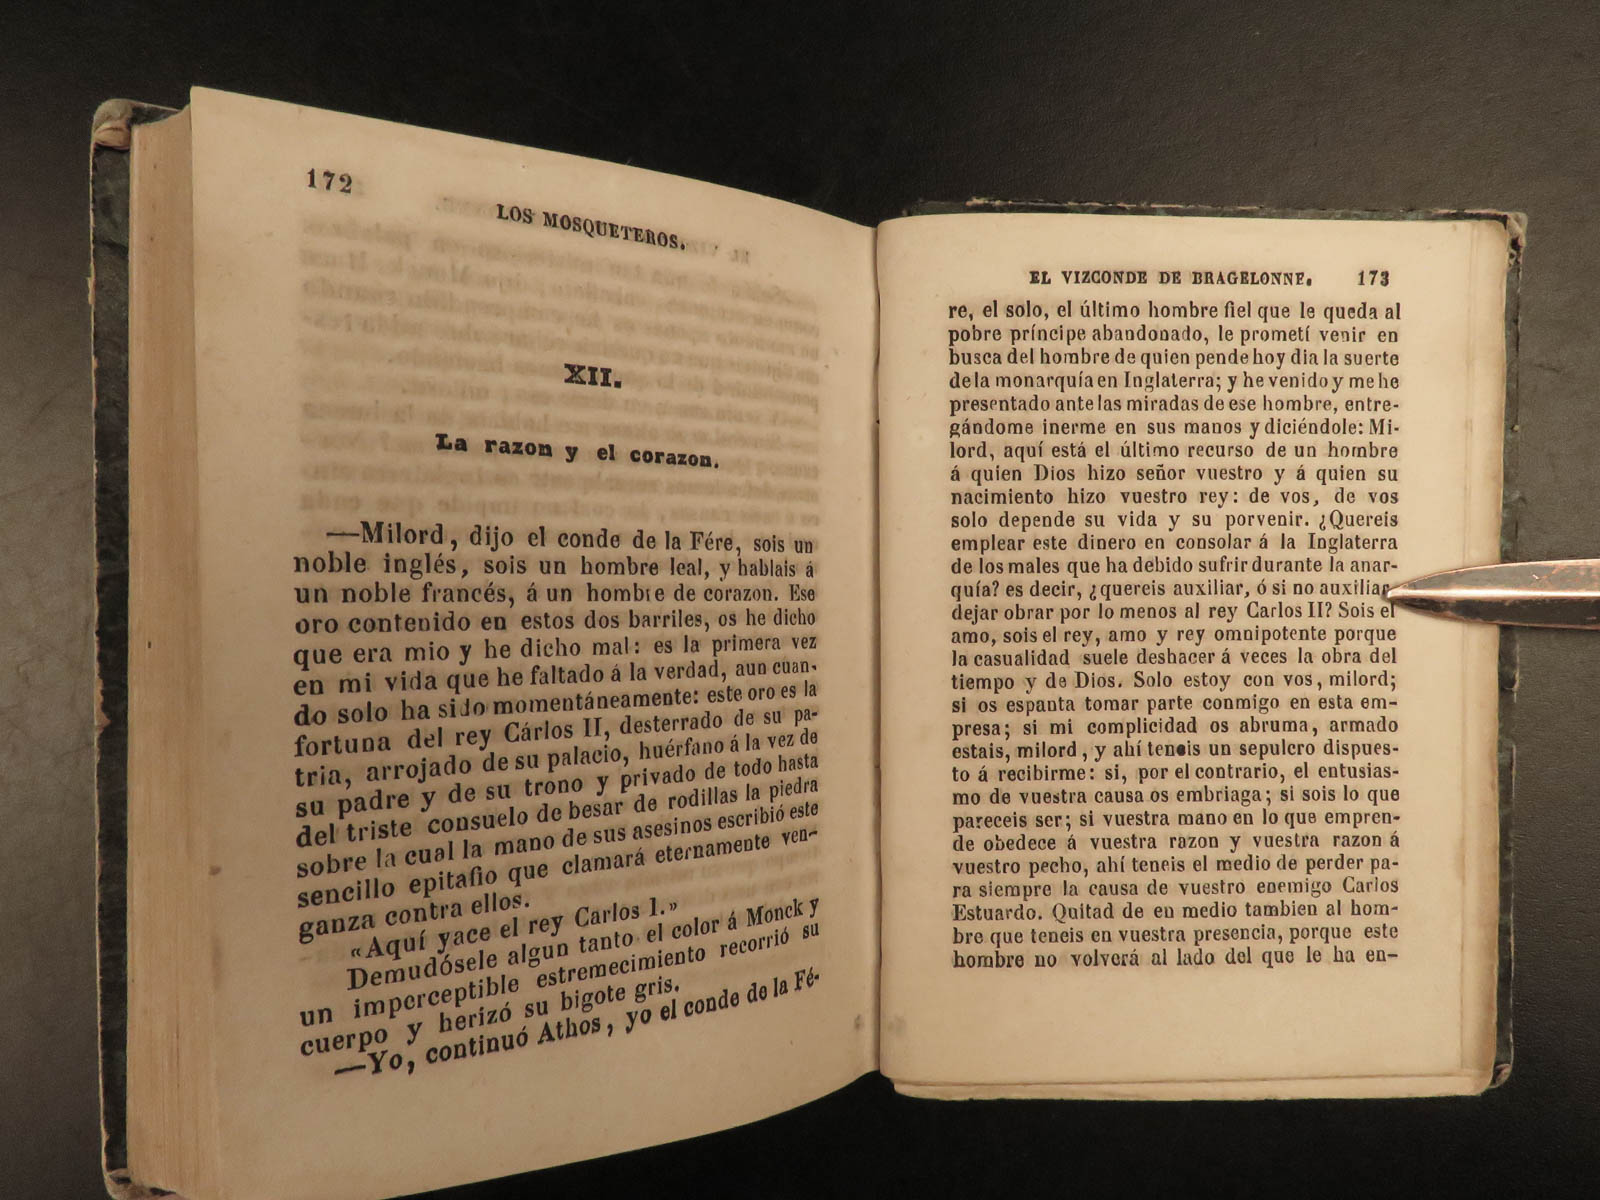 172
LOS MOSQUETEROS.
XII.
La razon y el corazon.
—Milord, dijo el conde de la Fére, sois un
noble inglés, sois un hombre leal, y hablais á
un noble francés, á un hombre de corazon. Ese
oro contenido en estos dos barriles, os he dicho
que era mio y he dicho mal: es la primera vez
en mi vida que he faltado á la verdad, aun cuan-
do solo ha sido momentáneamente: este oro es la
fortuna del rey Cárlos II, desterrado de su pa-
tria, arrojado de su palacio, huérfano á la vez de
su padre y de su trono y privado de todo hasta
del triste consuelo de besar de rodillas la piedra
sobre la cual la mano de sus asesinos escribió este
sencillo epitafio que clamará eternamente ven-
ganza contra ellos.
«Aquí yace el rey Carlos I.»
Demudósele algun tanto el color á Monck y
un imperceptible estremecimiento recorrió su
cuerpo y herizó su bigote gris.
—Yo, continuó Athos, yo el conde de la Fé-
EL VIZCONDE DE BRAGELONNE. 173
re, el solo, el último hombre fiel que le queda al
pobre príncipe abandonado, le prometí venir en
busca del hombre de quien pende hoy dia la suerte
de la monarquía en Inglaterra; y he venido y me he
presentado ante las miradas de ese hombre, entre-
gándome inerme en sus manos y diciéndole: Mi-
lord, aquí está el último recurso de un hombre
á quien Dios hizo señor vuestro y á quien su
nacimiento hizo vuestro rey: de vos, de vos
solo depende su vida y su porvenir. ¿Quereis
emplear este dinero en consolar á la Inglaterra
de los males que ha debido sufrir durante la anar-
quía? es decir, ¿quereis auxiliar, ó si no auxiliar,
dejar obrar por lo menos al rey Carlos II? Sois el
amo, sois el rey, amo y rey omnipotente porque
la casualidad suele deshacer á veces la obra del
tiempo y de Dios. Solo estoy con vos, milord;
si os espanta tomar parte conmigo en esta em-
presa; si mi complicidad os abruma, armado
estais, milord, y ahí teneis un sepulcro dispues-
to á recibirme: si, por el contrario, el entusias-
mo de vuestra causa os embriaga; si sois lo que
pareceis ser; si vuestra mano en lo que empren-
de obedece á vuestra razon y vuestra razon á
vuestro pecho, ahí teneis el medio de perder pa-
ra siempre la causa de vuestro enemigo Carlos
Estuardo. Quitad de en medio tambien al hom-
bre que teneis en vuestra presencia, porque este
hombre no volverá al lado del que le ha en-